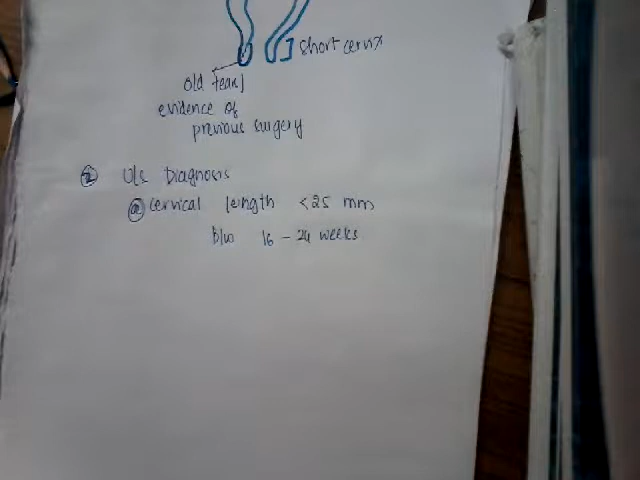 short cervix
old tear/
evidence of
previous surgery
② U/s Diagnosis
ⓐ cervical length <25 mm
b/w 16 - 24 weeks